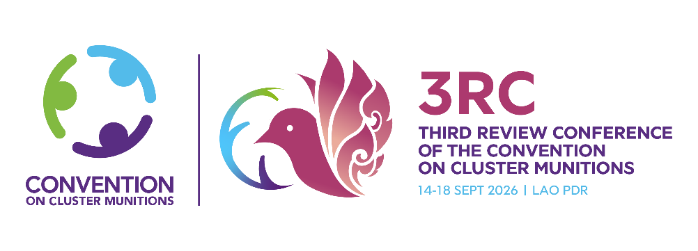 CONVENTION
ON CLUSTER MUNITIONS
3RC
THIRD REVIEW CONFERENCE
OF THE CONVENTION
ON CLUSTER MUNITIONS
14-18 SEPT 2026 | LAO PDR